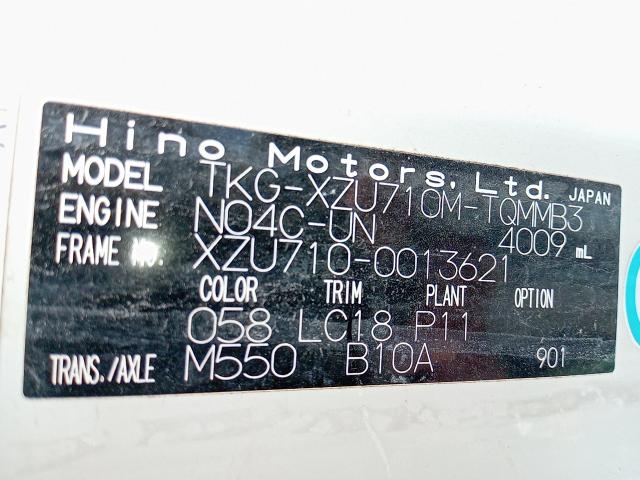 Hino Motors, Ltd. JAPAN
MODEL TKG-XZU710M-TQMMB3
ENGINE N04C-UN 4009 mL
FRAME NO. XZU710-0013621
COLOR TRIM PLANT OPTION
058 LC18 P11
TRANS./AXLE M550 B10A 901